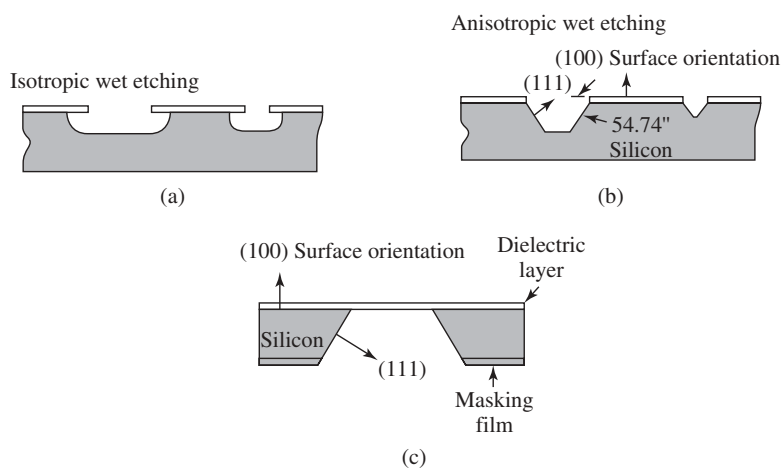 Anisotropic wet etching
(100) Surface orientation
(111)
Isotropic wet etching
54.74"
Silicon
(a)
(b)
(100) Surface orientation
Dielectric
layer
Silicon
(111)
Masking
film
(c)